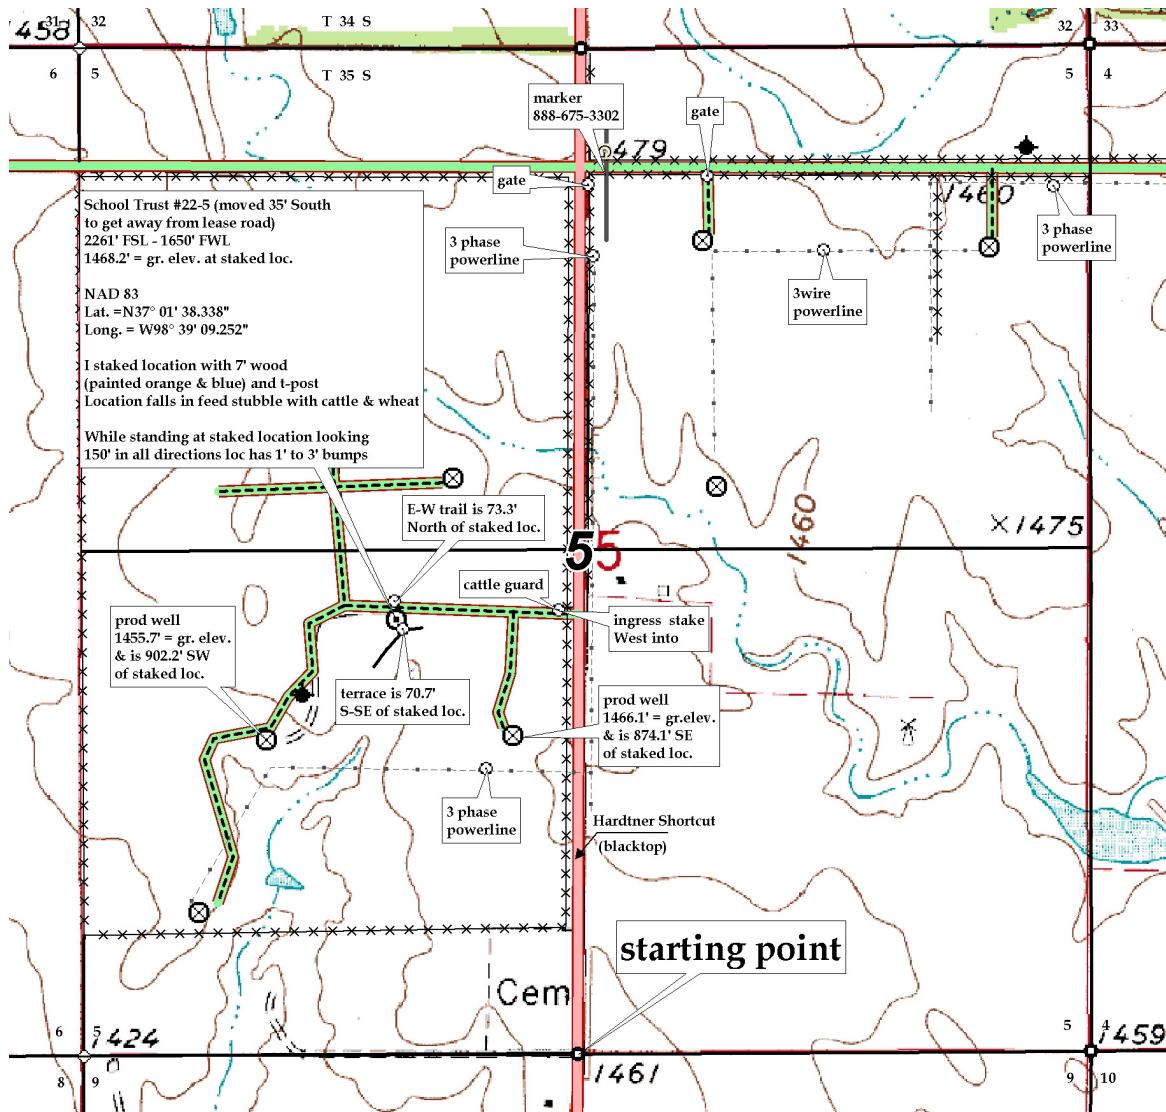 31
32
T 34 S
32
33
458
6
5
T 35 S
5
4
marker
888-675-3302
gate
479
gate
1460
School Trust #22-5 (moved 35' South
to get away from lease road)
2261' FSL - 1650' FWL
1468.2' = gr. elev. at staked loc.
NAD 83
Lat. =N37° 01' 38.338"
Long. = W98° 39' 09.252"
I staked location with 7' wood
(painted orange & blue) and t-post
Location falls in feed stubble with cattle & wheat
While standing at staked location looking
150' in all directions loc has 1' to 3' bumps
3 phase
powerline
3 phase
powerline
3wire
powerline
E-W trail is 73.3'
North of staked loc.
1460
1475
5
5
cattle guard
ingress stake
West into
prod well
1455.7' = gr. elev.
& is 902.2' SW
of staked loc.
terrace is 70.7'
S-SE of staked loc.
prod well
1466.1' = gr.elev.
& is 874.1' SE
of staked loc.
3 phase
powerline
Hardtner Shortcut
(blacktop)
starting point
Cem
6
5
1424
5
4
1459
1461
8
9
9
10